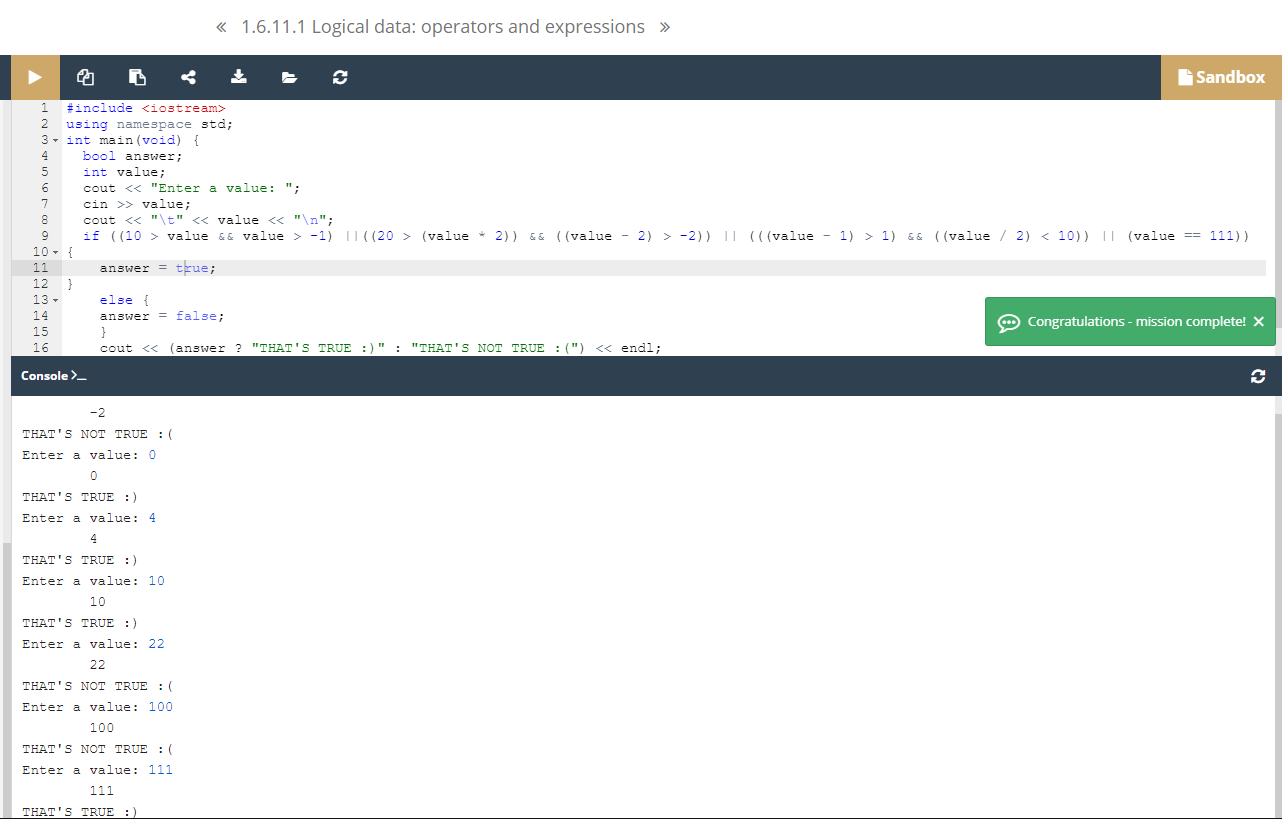 « 1.6.11.1 Logical data: operators and expressions »
Sandbox
1 #include <iostream>
2 using namespace std;
3 int main(void) {
4 bool answer;
5 int value;
6 cout << "Enter a value: ";
7 cin >> value;
8 cout << "\t" << value << "\n";
9 if ((10 > value && value > -1) ||((20 > (value * 2)) && ((value - 2) > -2)) || (((value - 1) > 1) && ((value / 2) < 10)) || (value == 111))
10 {
11 answer = true;
12 }
13 else {
14 answer = false;
15 }
16 cout << (answer ? "THAT'S TRUE :)" : "THAT'S NOT TRUE :(") << endl;
Congratulations - mission complete! ×
Console >_
-2
THAT'S NOT TRUE :(
Enter a value: 0
0
THAT'S TRUE :)
Enter a value: 4
4
THAT'S TRUE :)
Enter a value: 10
10
THAT'S TRUE :)
Enter a value: 22
22
THAT'S NOT TRUE :(
Enter a value: 100
100
THAT'S NOT TRUE :(
Enter a value: 111
111
THAT'S TRUE :)